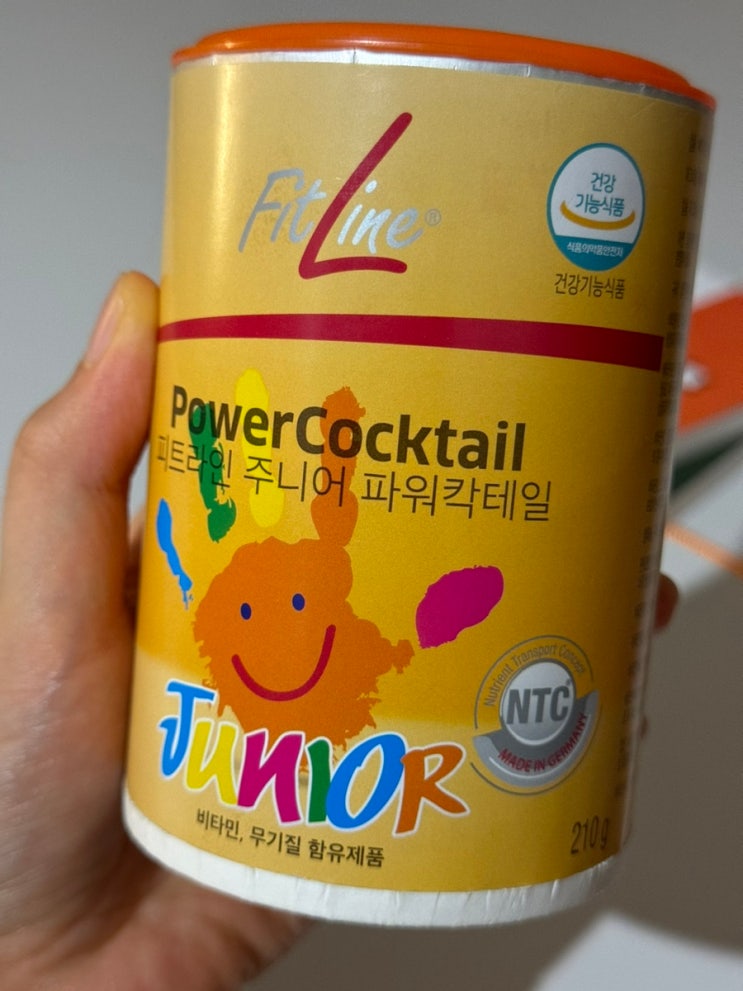 FitLine®
건강
기능식품
식품의약품안전처
건강기능식품
PowerCocktail
피트라인 주니어 파워칵테일
Nutrient Transport Concept
NTC®
MADE IN GERMANY
JUNIOR
비타민, 무기질 함유제품
210 g